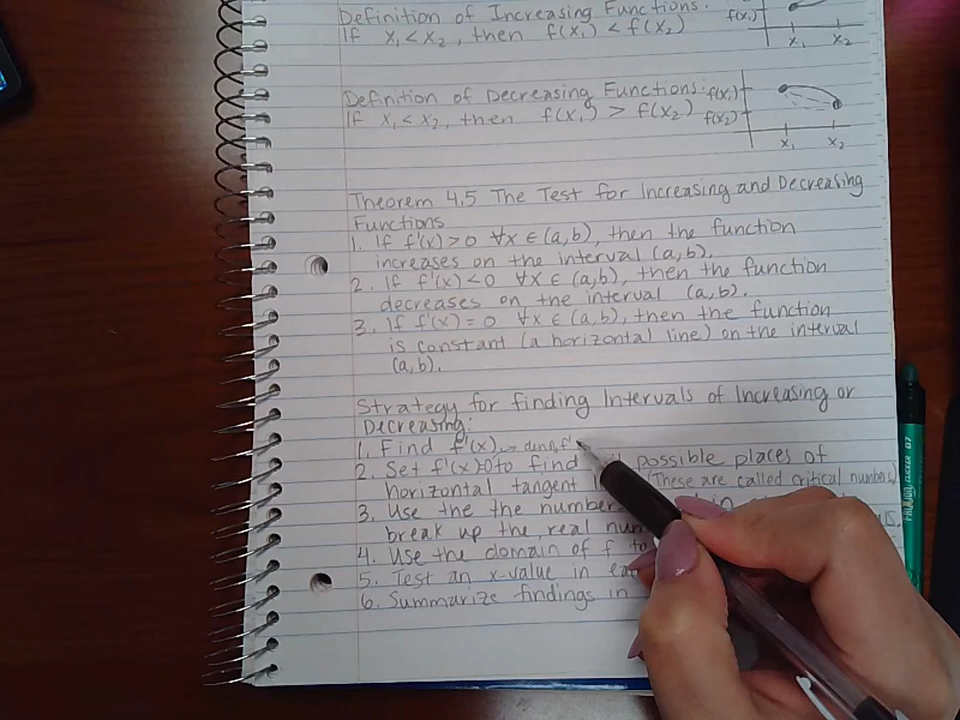 Definition of Increasing Functions:
If x₁ < x₂, then f(x₁) < f(x₂)
f(x₁)
x₁ x₂
Definition of Decreasing Functions:
If x₁ < x₂, then f(x₁) > f(x₂)
f(x₁)
f(x₂)
x₁ x₂
Theorem 4.5 The Test for Increasing and Decreasing
Functions
1. If f'(x) > 0 ∀x ∈ (a,b), then the function
increases on the interval (a,b).
2. If f'(x) < 0 ∀x ∈ (a,b), then the function
decreases on the interval (a,b).
3. If f'(x) = 0 ∀x ∈ (a,b), then the function
is constant (a horizontal line) on the interval
(a,b).
Strategy for finding Intervals of Increasing or
Decreasing:
1. Find f'(x).
2. Set f'(x) = 0 to find possible places of
horizontal tangent (These are called critical numbers)
3. Use the the number
break up the real num
4. Use the domain of f to
5. Test an x-value in
6. Summarize findings in